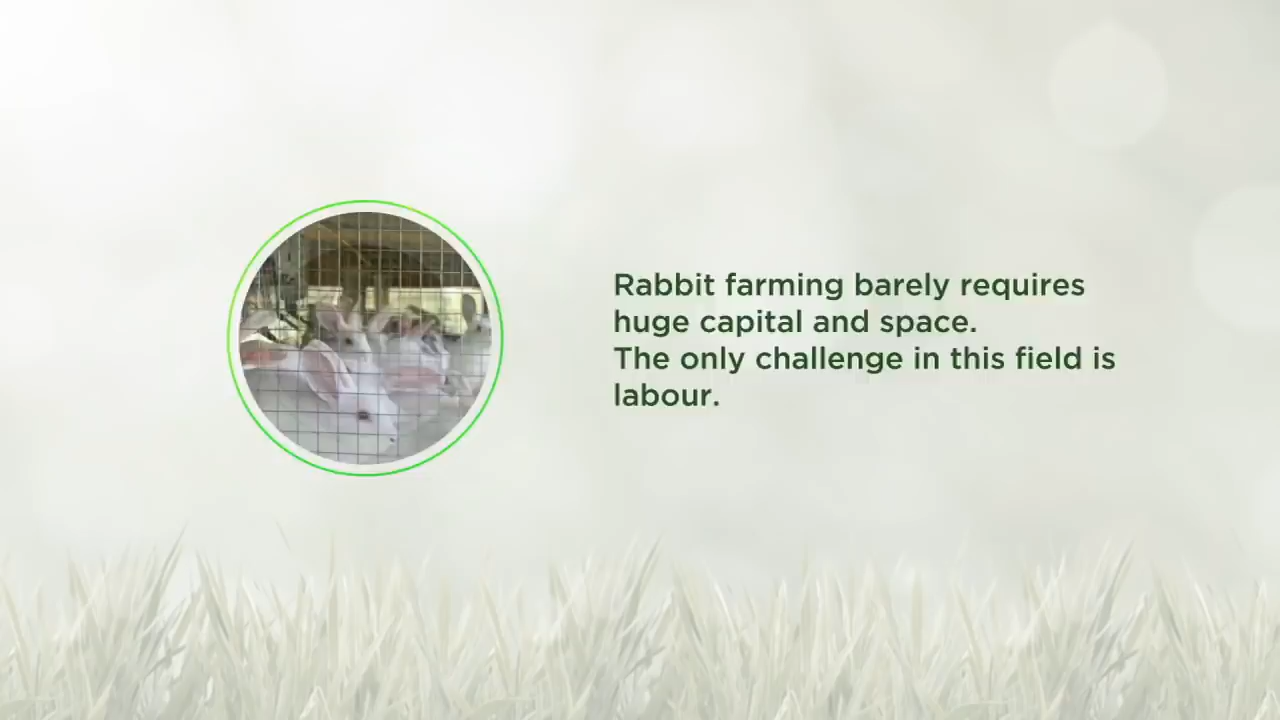 Rabbit farming barely requires
huge capital and space.
The only challenge in this field is
labour.